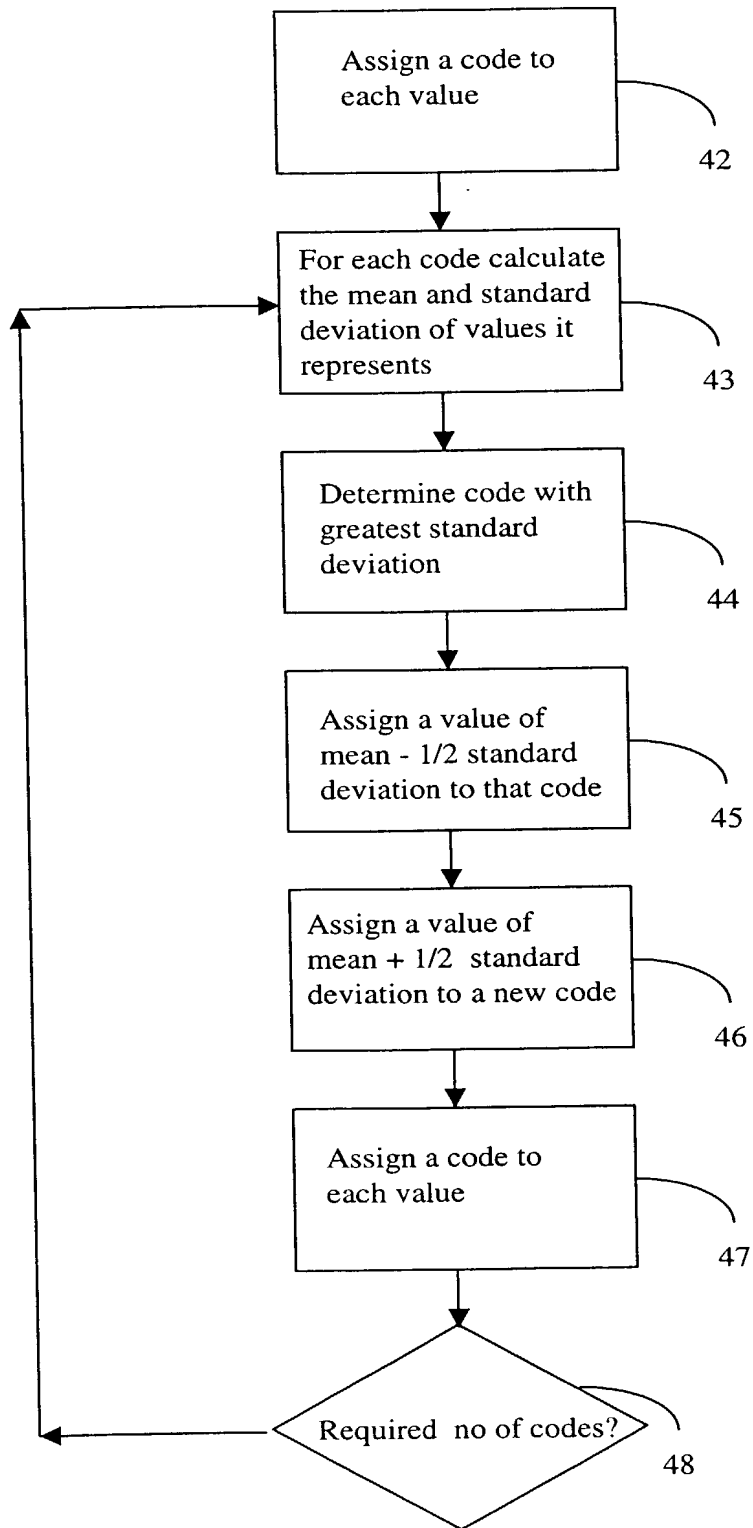 Assign a code to
each value
42
For each code calculate
the mean and standard
deviation of values it
represents
43
Determine code with
greatest standard
deviation
44
Assign a value of
mean - 1/2 standard
deviation to that code
45
Assign a value of
mean + 1/2 standard
deviation to a new code
46
Assign a code to
each value
47
Required no of codes?
48